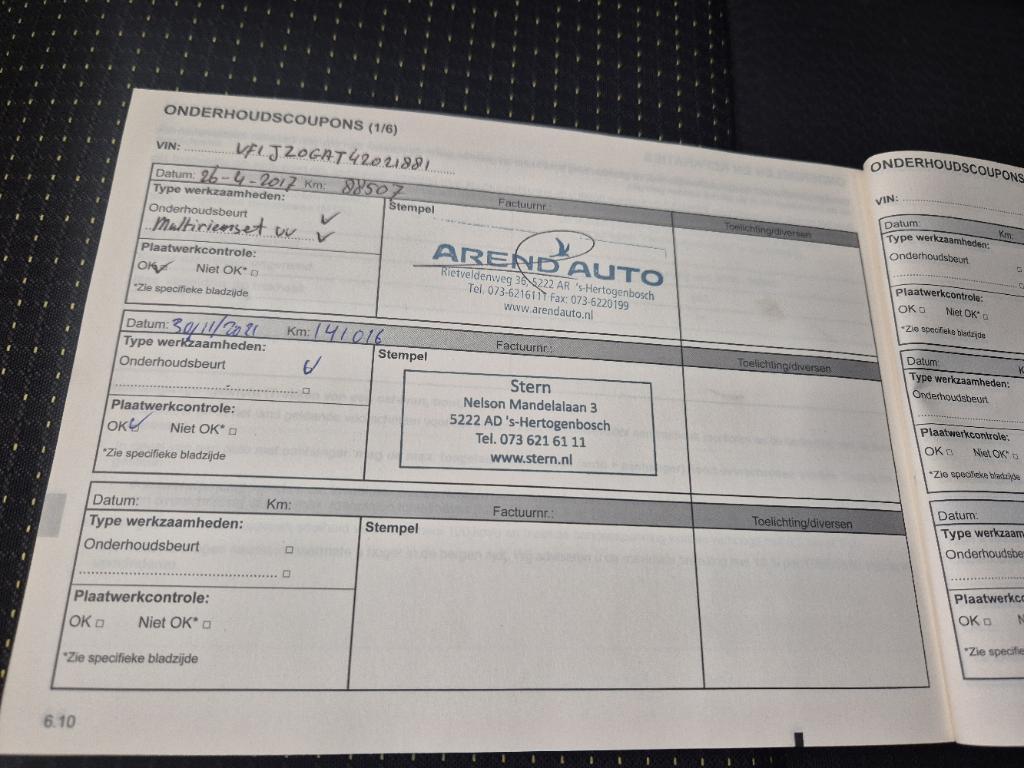 ONDERHOUDSCOUPONS (1/6)
VIN: VF1JZ0GAT42021881
Datum: 26-4-2017 Km: 88507 Factuurnr.:
Type werkzaamheden:
Onderhoudsbeurt ✓
Multiriemset vv ✓
Plaatwerkcontrole:
OK ✓ Niet OK* □
*Zie specifieke bladzijde
Stempel
AREND AUTO
Rietveldenweg 36, 5222 AR 's-Hertogenbosch
Tel. 073-6216111 Fax: 073-6220199
www.arendauto.nl
Toelichting/diversen
Datum: 30/11/2021 Km: 141016 Factuurnr.:
Type werkzaamheden:
Onderhoudsbeurt ✓
□
Plaatwerkcontrole:
OK ✓ Niet OK* □
*Zie specifieke bladzijde
Stempel
Stern
Nelson Mandelalaan 3
5222 AD 's-Hertogenbosch
Tel. 073 621 61 11
www.stern.nl
Toelichting/diversen
Datum: Km: Factuurnr.:
Type werkzaamheden:
Onderhoudsbeurt □
□
Plaatwerkcontrole:
OK □ Niet OK* □
*Zie specifieke bladzijde
Stempel
Toelichting/diversen
6.10
ONDERHOUDSCOUPONS
VIN:
Datum: Km:
Type werkzaamheden:
Onderhoudsbeurt □
Plaatwerkcontrole:
OK □ Niet OK* □
*Zie specifieke bladzijde
Datum: K
Type werkzaamheden:
Onderhoudsbeurt
Plaatwerkcontrole:
OK □ Niet OK* □
*Zie specifieke bladzijde
Datum:
Type werkzaam
Onderhoudsbe
Plaatwerkco
OK □ N
*Zie specifie